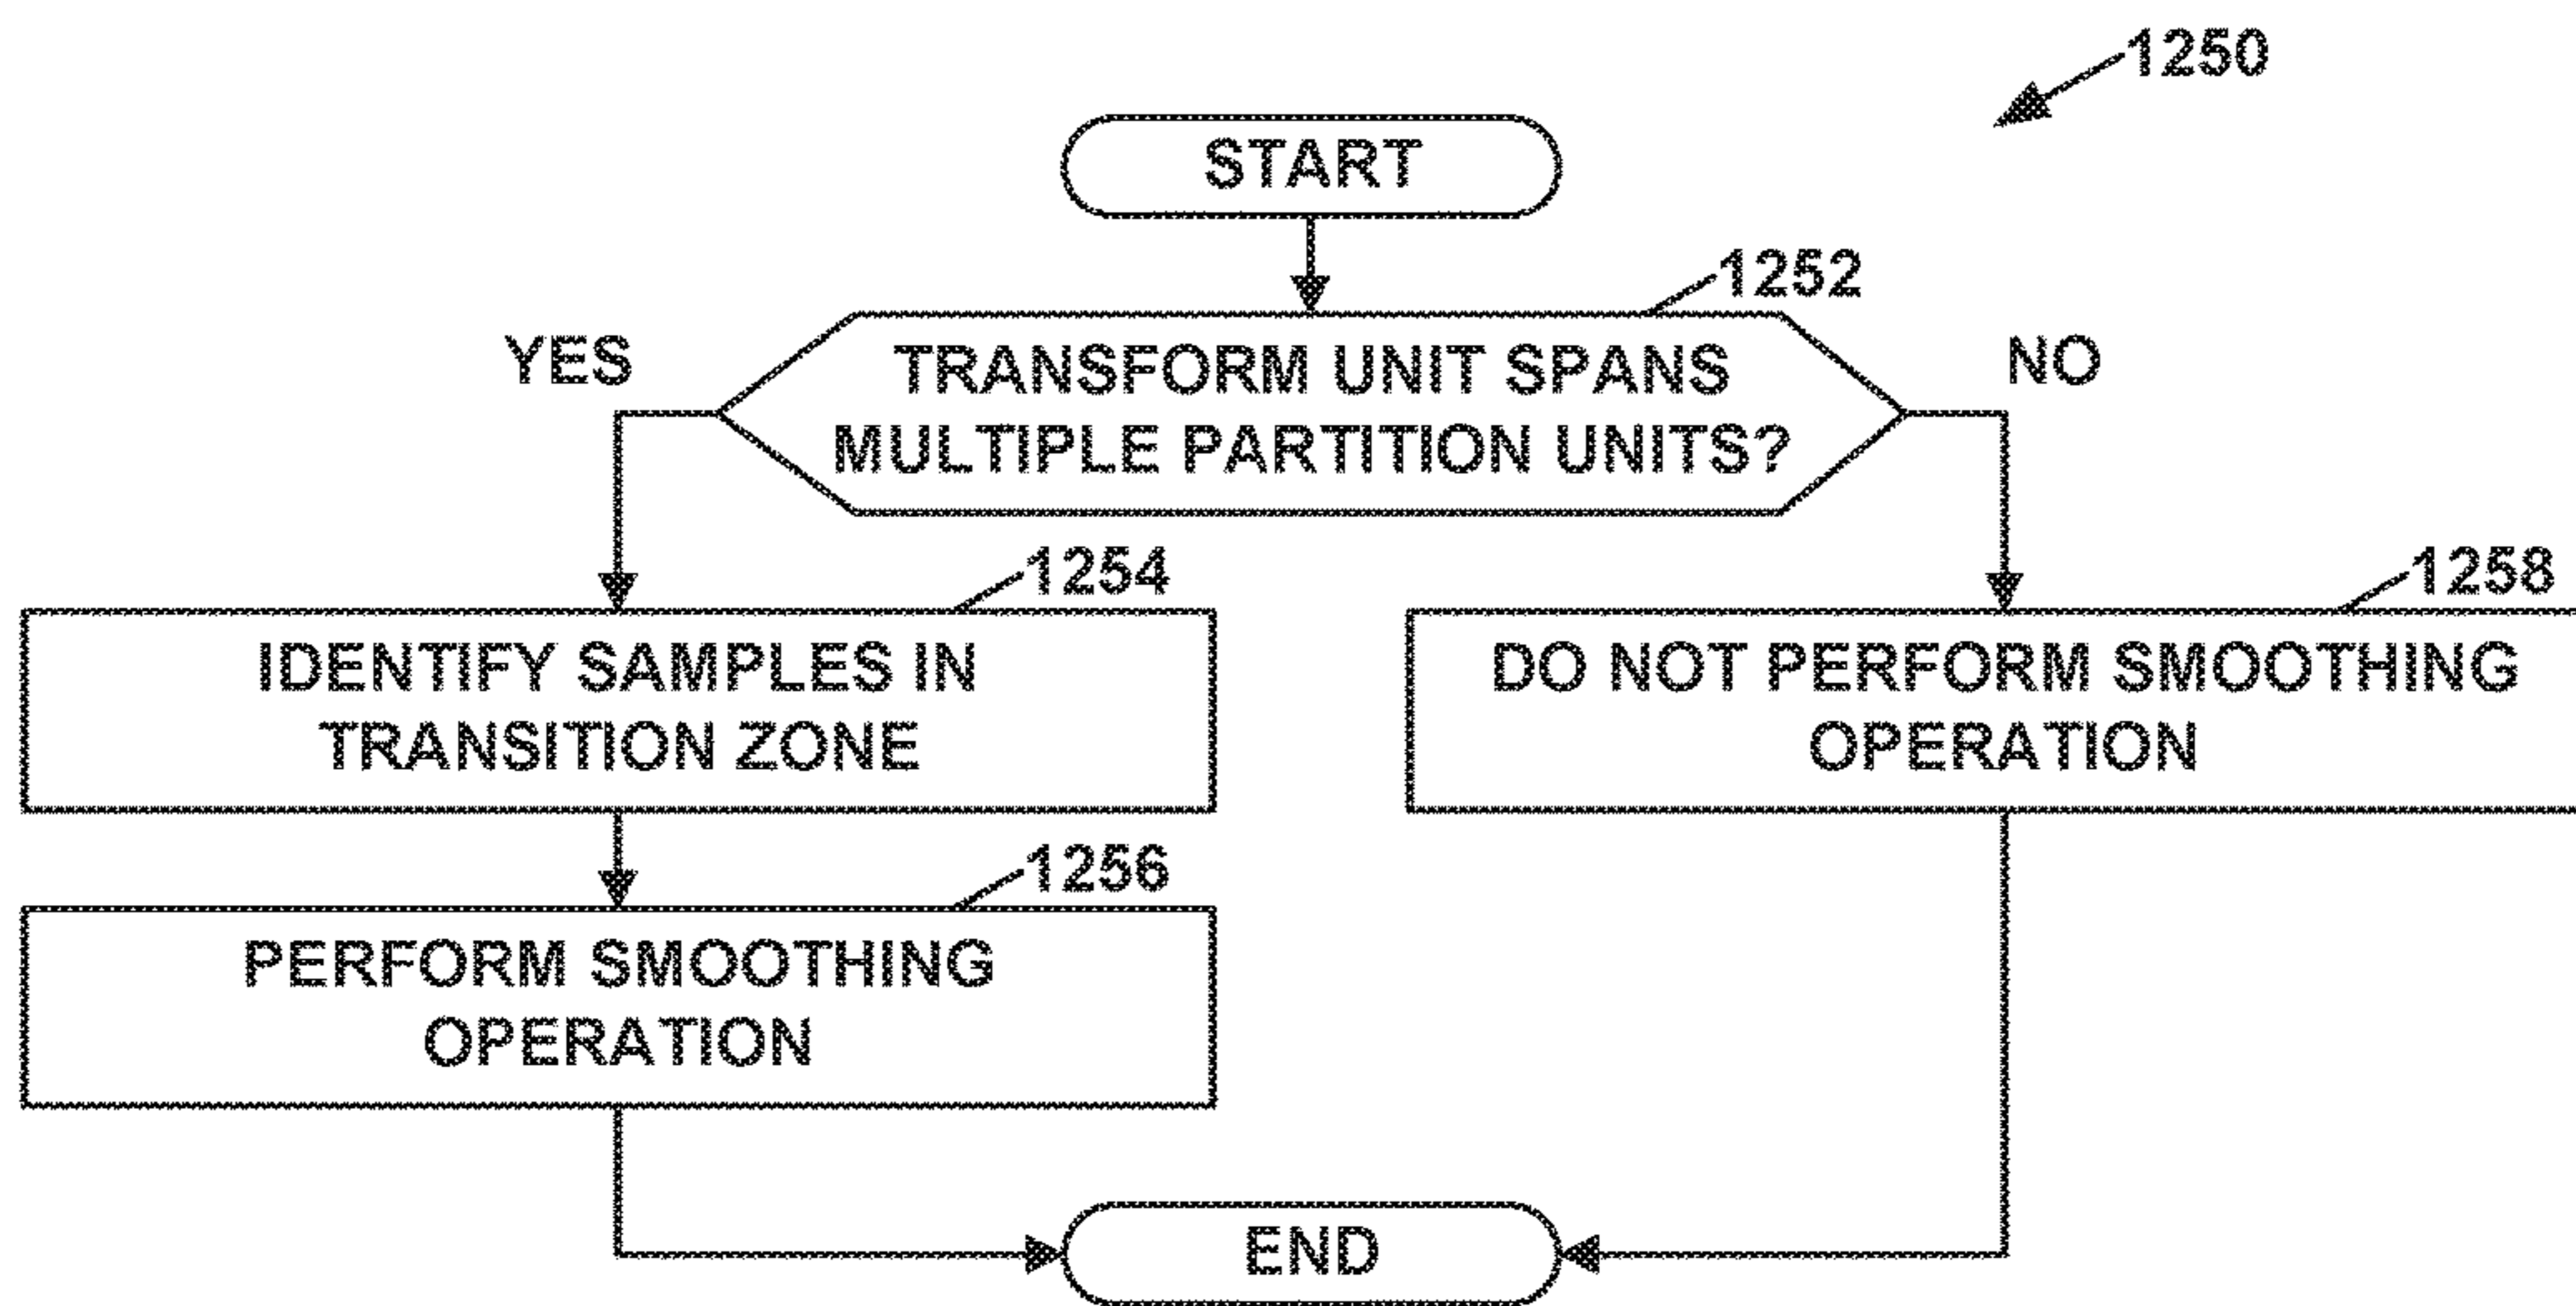 1250
START
1252
YES
TRANSFORM UNIT SPANS
MULTIPLE PARTITION UNITS?
NO
1254
1258
IDENTIFY SAMPLES IN
TRANSITION ZONE
DO NOT PERFORM SMOOTHING
OPERATION
1256
PERFORM SMOOTHING
OPERATION
END